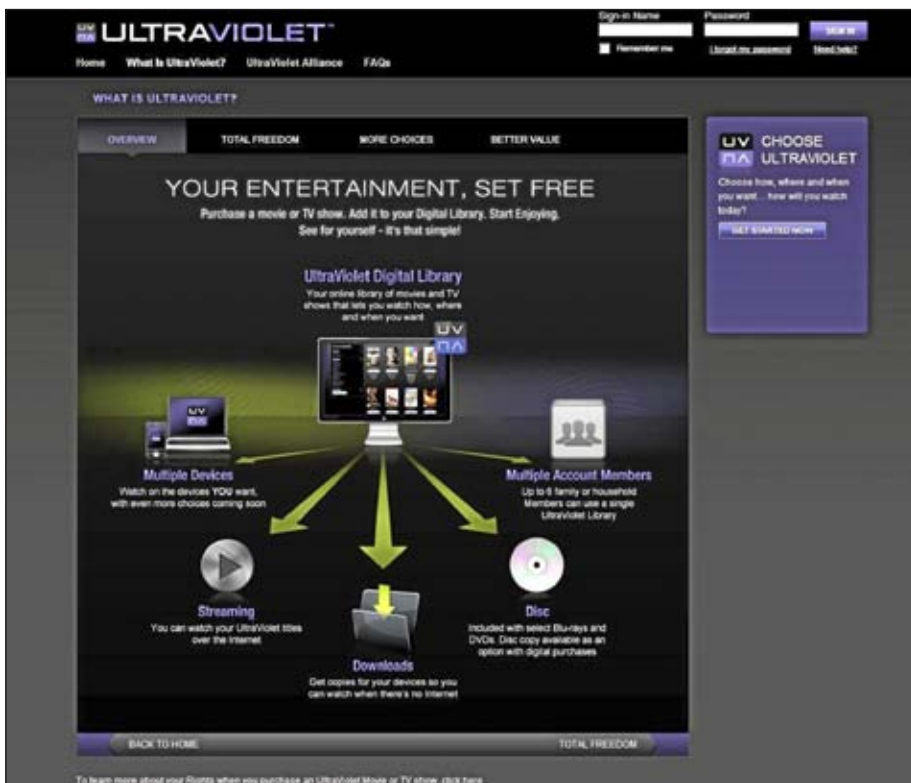 ULTRAVIOLET™
Sign-in Name
Password
SIGN IN
Remember me
I forgot my password
Need help?
Home
What Is UltraViolet?
UltraViolet Alliance
FAQs
WHAT IS ULTRAVIOLET?
OVERVIEW
TOTAL FREEDOM
MORE CHOICES
BETTER VALUE
YOUR ENTERTAINMENT, SET FREE
Purchase a movie or TV show. Add it to your Digital Library. Start Enjoying.
See for yourself - it's that simple!
UltraViolet Digital Library
Your online library of movies and TV
shows that lets you watch how, where
and when you want
UV
Multiple Devices
Watch on the devices YOU want,
with even more choices coming soon
Multiple Account Members
Up to 6 family or household
Members can use a single
UltraViolet Library
Streaming
You can watch your UltraViolet titles
over the Internet
Disc
Included with select Blu-rays and
DVDs. Disc copy available as an
option with digital purchases
Downloads
Get copies for your devices so you
can watch when there's no Internet
BACK TO HOME
TOTAL FREEDOM
UV
CHOOSE
ULTRAVIOLET
Choose how, where and when
you want... how will you watch
today?
GET STARTED NOW
To learn more about your Rights when you purchase an UltraViolet Movie or TV show, click here